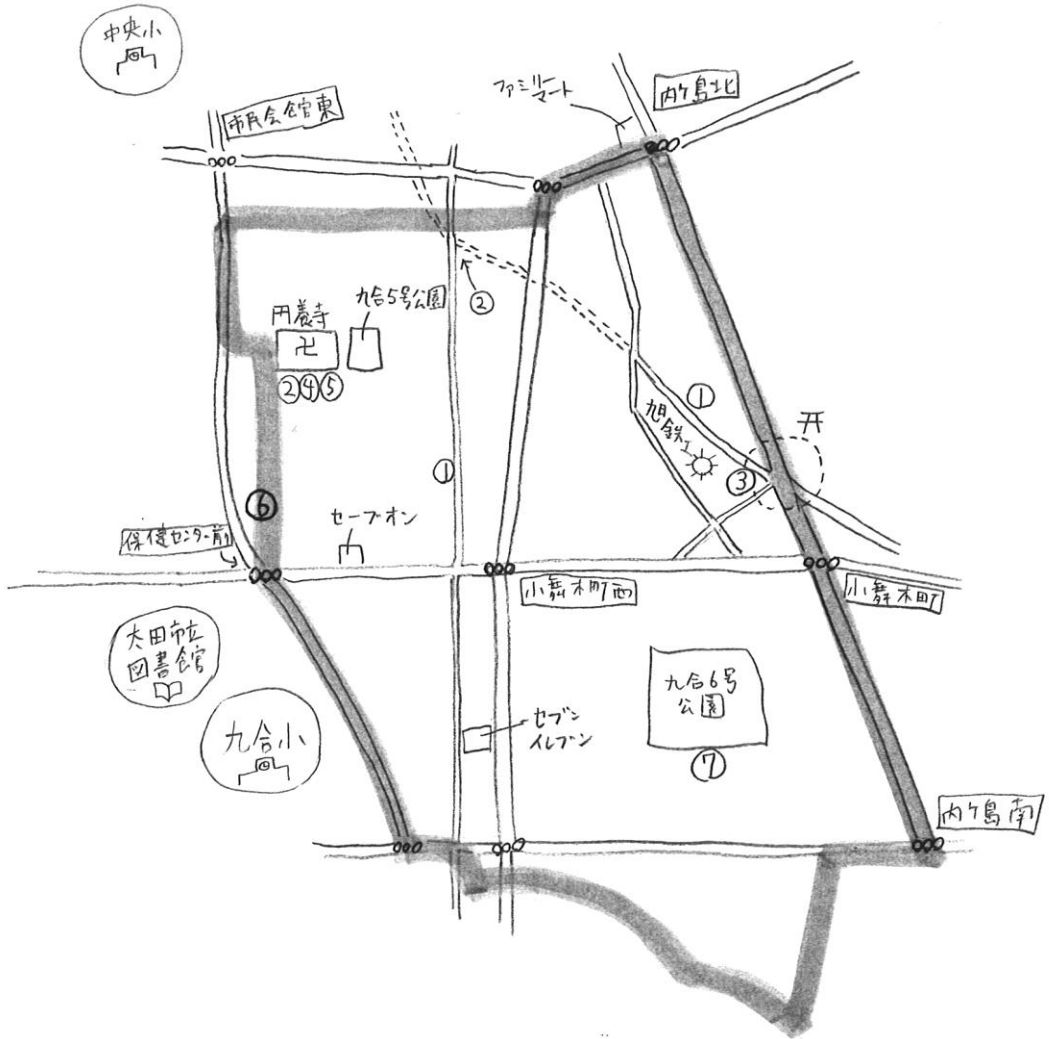 中央小
市民会館東
ファミリー
マート
内ケ島北
円養寺
卍
②④⑤
九合5号公園
②
①
旭鉄工
③
①
⑥
セーブオン
保健センター前
小舞木町西
小舞木町
太田市立
図書館
九合小
九合6号
公園
⑦
セブン
イレブン
内ケ島南